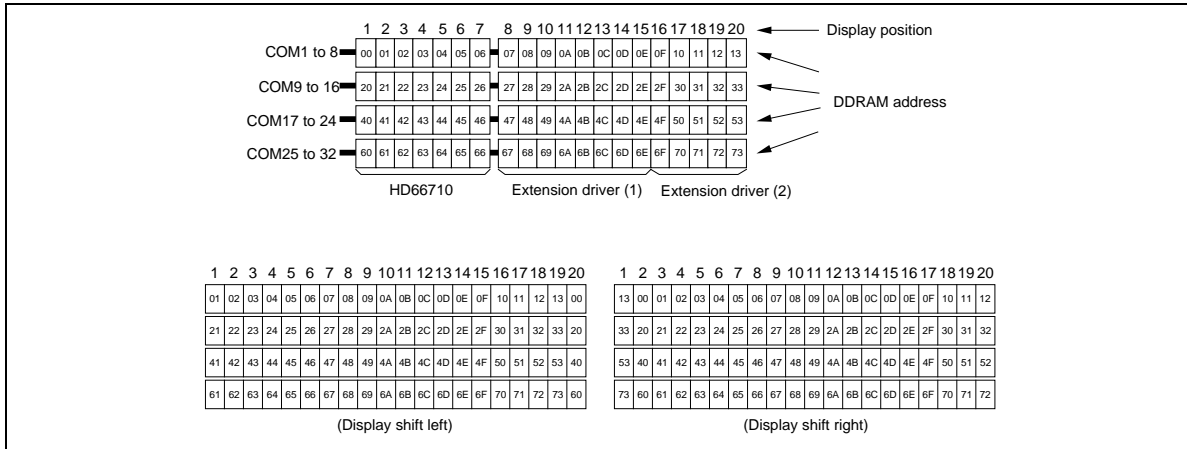 1 2 3 4 5 6 7 8 9 10 11 12 13 14 15 16 17 18 19 20 Display position
COM1 to 8 00 01 02 03 04 05 06 07 08 09 0A 0B 0C 0D 0E 0F 10 11 12 13
COM9 to 16 20 21 22 23 24 25 26 27 28 29 2A 2B 2C 2D 2E 2F 30 31 32 33
DDRAM address
COM17 to 24 40 41 42 43 44 45 46 47 48 49 4A 4B 4C 4D 4E 4F 50 51 52 53
COM25 to 32 60 61 62 63 64 65 66 67 68 69 6A 6B 6C 6D 6E 6F 70 71 72 73
HD66710 Extension driver (1) Extension driver (2)
1 2 3 4 5 6 7 8 9 10 11 12 13 14 15 16 17 18 19 20
01 02 03 04 05 06 07 08 09 0A 0B 0C 0D 0E 0F 10 11 12 13 00
21 22 23 24 25 26 27 28 29 2A 2B 2C 2D 2E 2F 30 31 32 33 20
41 42 43 44 45 46 47 48 49 4A 4B 4C 4D 4E 4F 50 51 52 53 40
61 62 63 64 65 66 67 68 69 6A 6B 6C 6D 6E 6F 70 71 72 73 60
(Display shift left)
1 2 3 4 5 6 7 8 9 10 11 12 13 14 15 16 17 18 19 20
13 00 01 02 03 04 05 06 07 08 09 0A 0B 0C 0D 0E 0F 10 11 12
33 20 21 22 23 24 25 26 27 28 29 2A 2B 2C 2D 2E 2F 30 31 32
53 40 41 42 43 44 45 46 47 48 49 4A 4B 4C 4D 4E 4F 50 51 52
73 60 61 62 63 64 65 66 67 68 69 6A 6B 6C 6D 6E 6F 70 71 72
(Display shift right)